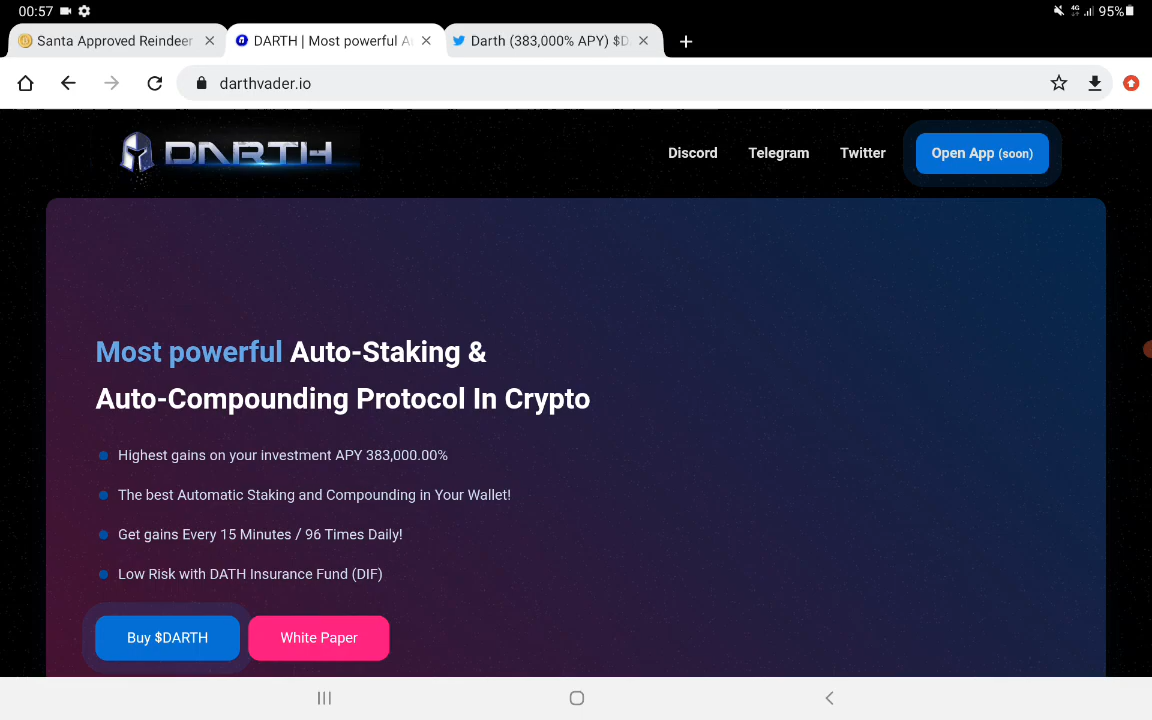 00:57
4G
95%
Santa Approved Reindeer
DARTH | Most powerful A
Darth (383,000% APY) $D
darthvader.io
DARTH
Discord
Telegram
Twitter
Open App (soon)
Most powerful Auto-Staking &
Auto-Compounding Protocol In Crypto
Highest gains on your investment APY 383,000.00%
The best Automatic Staking and Compounding in Your Wallet!
Get gains Every 15 Minutes / 96 Times Daily!
Low Risk with DATH Insurance Fund (DIF)
Buy $DARTH
White Paper